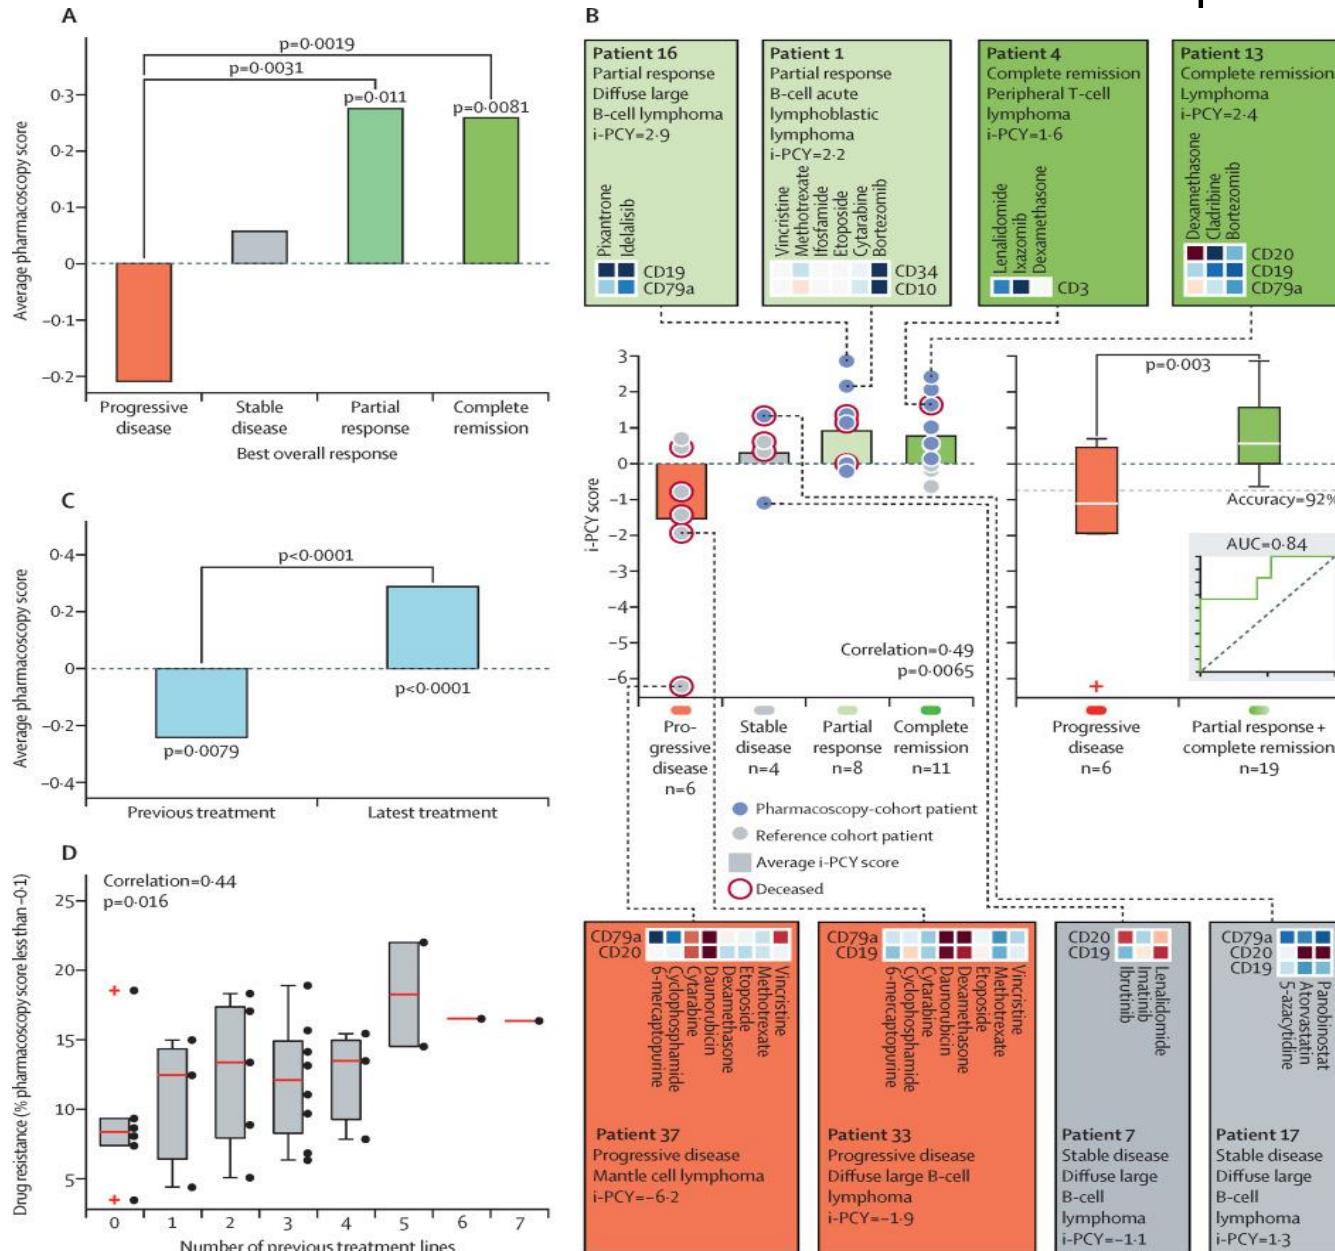 A
p=0·0019
p=0·0031
p=0·011
p=0·0081
0·3
0·2
0·1
0
−0·1
−0·2
Average pharmacoscopy score
Progressive disease
Stable disease
Partial response
Complete remission
Best overall response
B
Patient 16
Partial response
Diffuse large
B-cell lymphoma
i-PCY=2·9
Pixantrone
Idelalisib
CD19
CD79a
Patient 1
Partial response
B-cell acute
lymphoblastic
lymphoma
i-PCY=2·2
Vincristine
Methotrexate
Ifosfamide
Etoposide
Cytarabine
Bortezomib
CD34
CD10
Patient 4
Complete remission
Peripheral T-cell
lymphoma
i-PCY=1·6
Lenalidomide
Ixazomib
Dexamethasone
CD3
Patient 13
Complete remission
Lymphoma
i-PCY=2·4
Dexamethasone
Cladribine
Bortezomib
CD20
CD19
CD79a
i-PCY score
3
2
1
0
−1
−2
−3
−4
−5
−6
Correlation=0·49
p=0·0065
Pro-
gressive
disease
n=6
Stable
disease
n=4
Partial
response
n=8
Complete
remission
n=11
p=0·003
Accuracy=92%
AUC=0·84
Progressive
disease
n=6
Partial response+
complete remission
n=19
Pharmacoscopy-cohort patient
Reference cohort patient
Average i-PCY score
Deceased
C
Average pharmacoscopy score
0·4
0·2
0
−0·2
−0·4
p<0·0001
p<0·0001
p=0·0079
Previous treatment
Latest treatment
D
Correlation=0·44
p=0·016
Drug resistance (% pharmacoscopy score less than −0·1)
25
20
15
10
5
0 1 2 3 4 5 6 7
Number of previous treatment lines
CD79a
CD20
6-mercaptopurine
Cyclophosphamide
Cytarabine
Daunorubicin
Dexamethasone
Etoposide
Methotrexate
Vincristine
Patient 37
Progressive disease
Mantle cell lymphoma
i-PCY=−6·2
CD79a
CD19
6-mercaptopurine
Cyclophosphamide
Cytarabine
Daunorubicin
Dexamethasone
Etoposide
Methotrexate
Vincristine
Patient 33
Progressive disease
Diffuse large B-cell
lymphoma
i-PCY=−1·9
CD20
CD19
Ibrutinib
Imatinib
Lenalidomide
Patient 7
Stable disease
Diffuse large
B-cell
lymphoma
i-PCY=−1·1
CD79a
CD20
CD19
5-azacytidine
Atorvastatin
Panobinostat
Patient 17
Stable disease
Diffuse large
B-cell
lymphoma
i-PCY=1·3